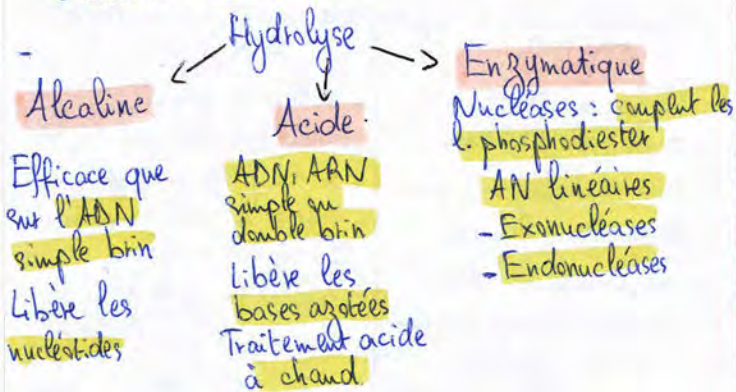 Hydrolyse
-
Alcaline
Efficace que
sur l'ADN
simple brin
Libère les
nucléotides
Acide.
ADN, ARN
simple ou
double brin
Libère les
bases azotées
Traitement acide
à chaud
Enzymatique
Nucléases : coupent les
l. phosphodiester
AN linéaires
- Exonucléases
- Endonucléases